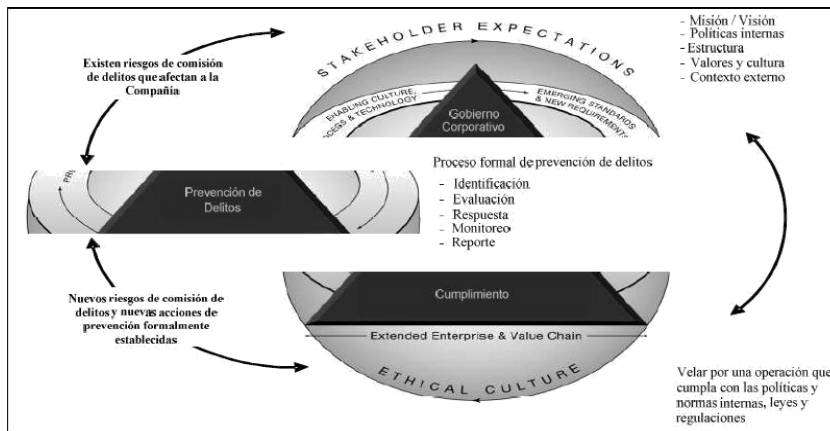 STAKEHOLDER EXPECTATIONS
- Misión / Visión
- Políticas internas
- Estructura
- Valores y cultura
- Contexto externo
Existen riesgos de comisión
de delitos que afectan a la
Compañía
ENABLING CULTURE,
& TECHNOLOGY
EMERGING STANDARDS
& NEW REQUIREMENTS
Gobierno
Corporativo
Proceso formal de prevención de delitos
- Identificación
- Evaluación
- Respuesta
- Monitoreo
- Reporte
Prevención de
Delitos
Nuevos riesgos de comisión de
delitos y nuevas acciones de
prevención formalmente
establecidas
Cumplimiento
Extended Enterprise & Value Chain
ETHICAL CULTURE
Velar por una operación que
cumpla con las políticas y
normas internas, leyes y
regulaciones